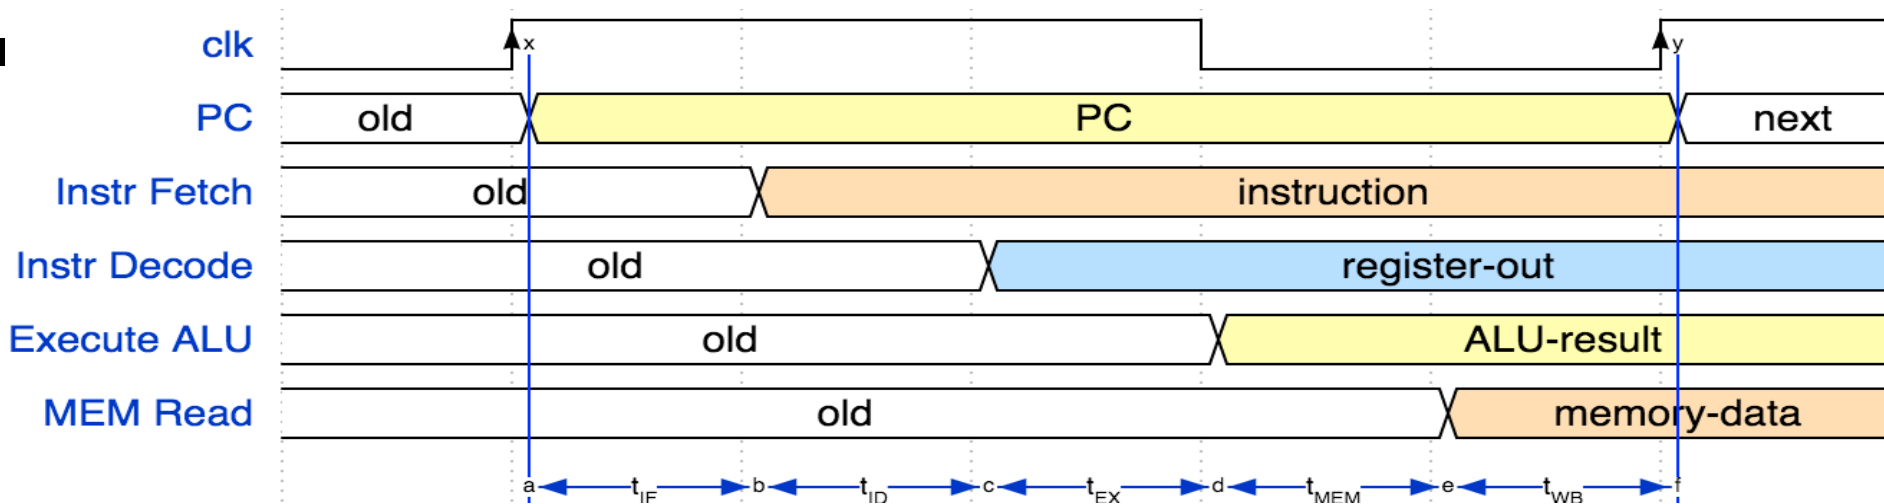 clk x y
PC old PC next
Instr Fetch old instruction
Instr Decode old register-out
Execute ALU old ALU-result
MEM Read old memory-data
a tIF b tID c tEX d tMEM e tWB f